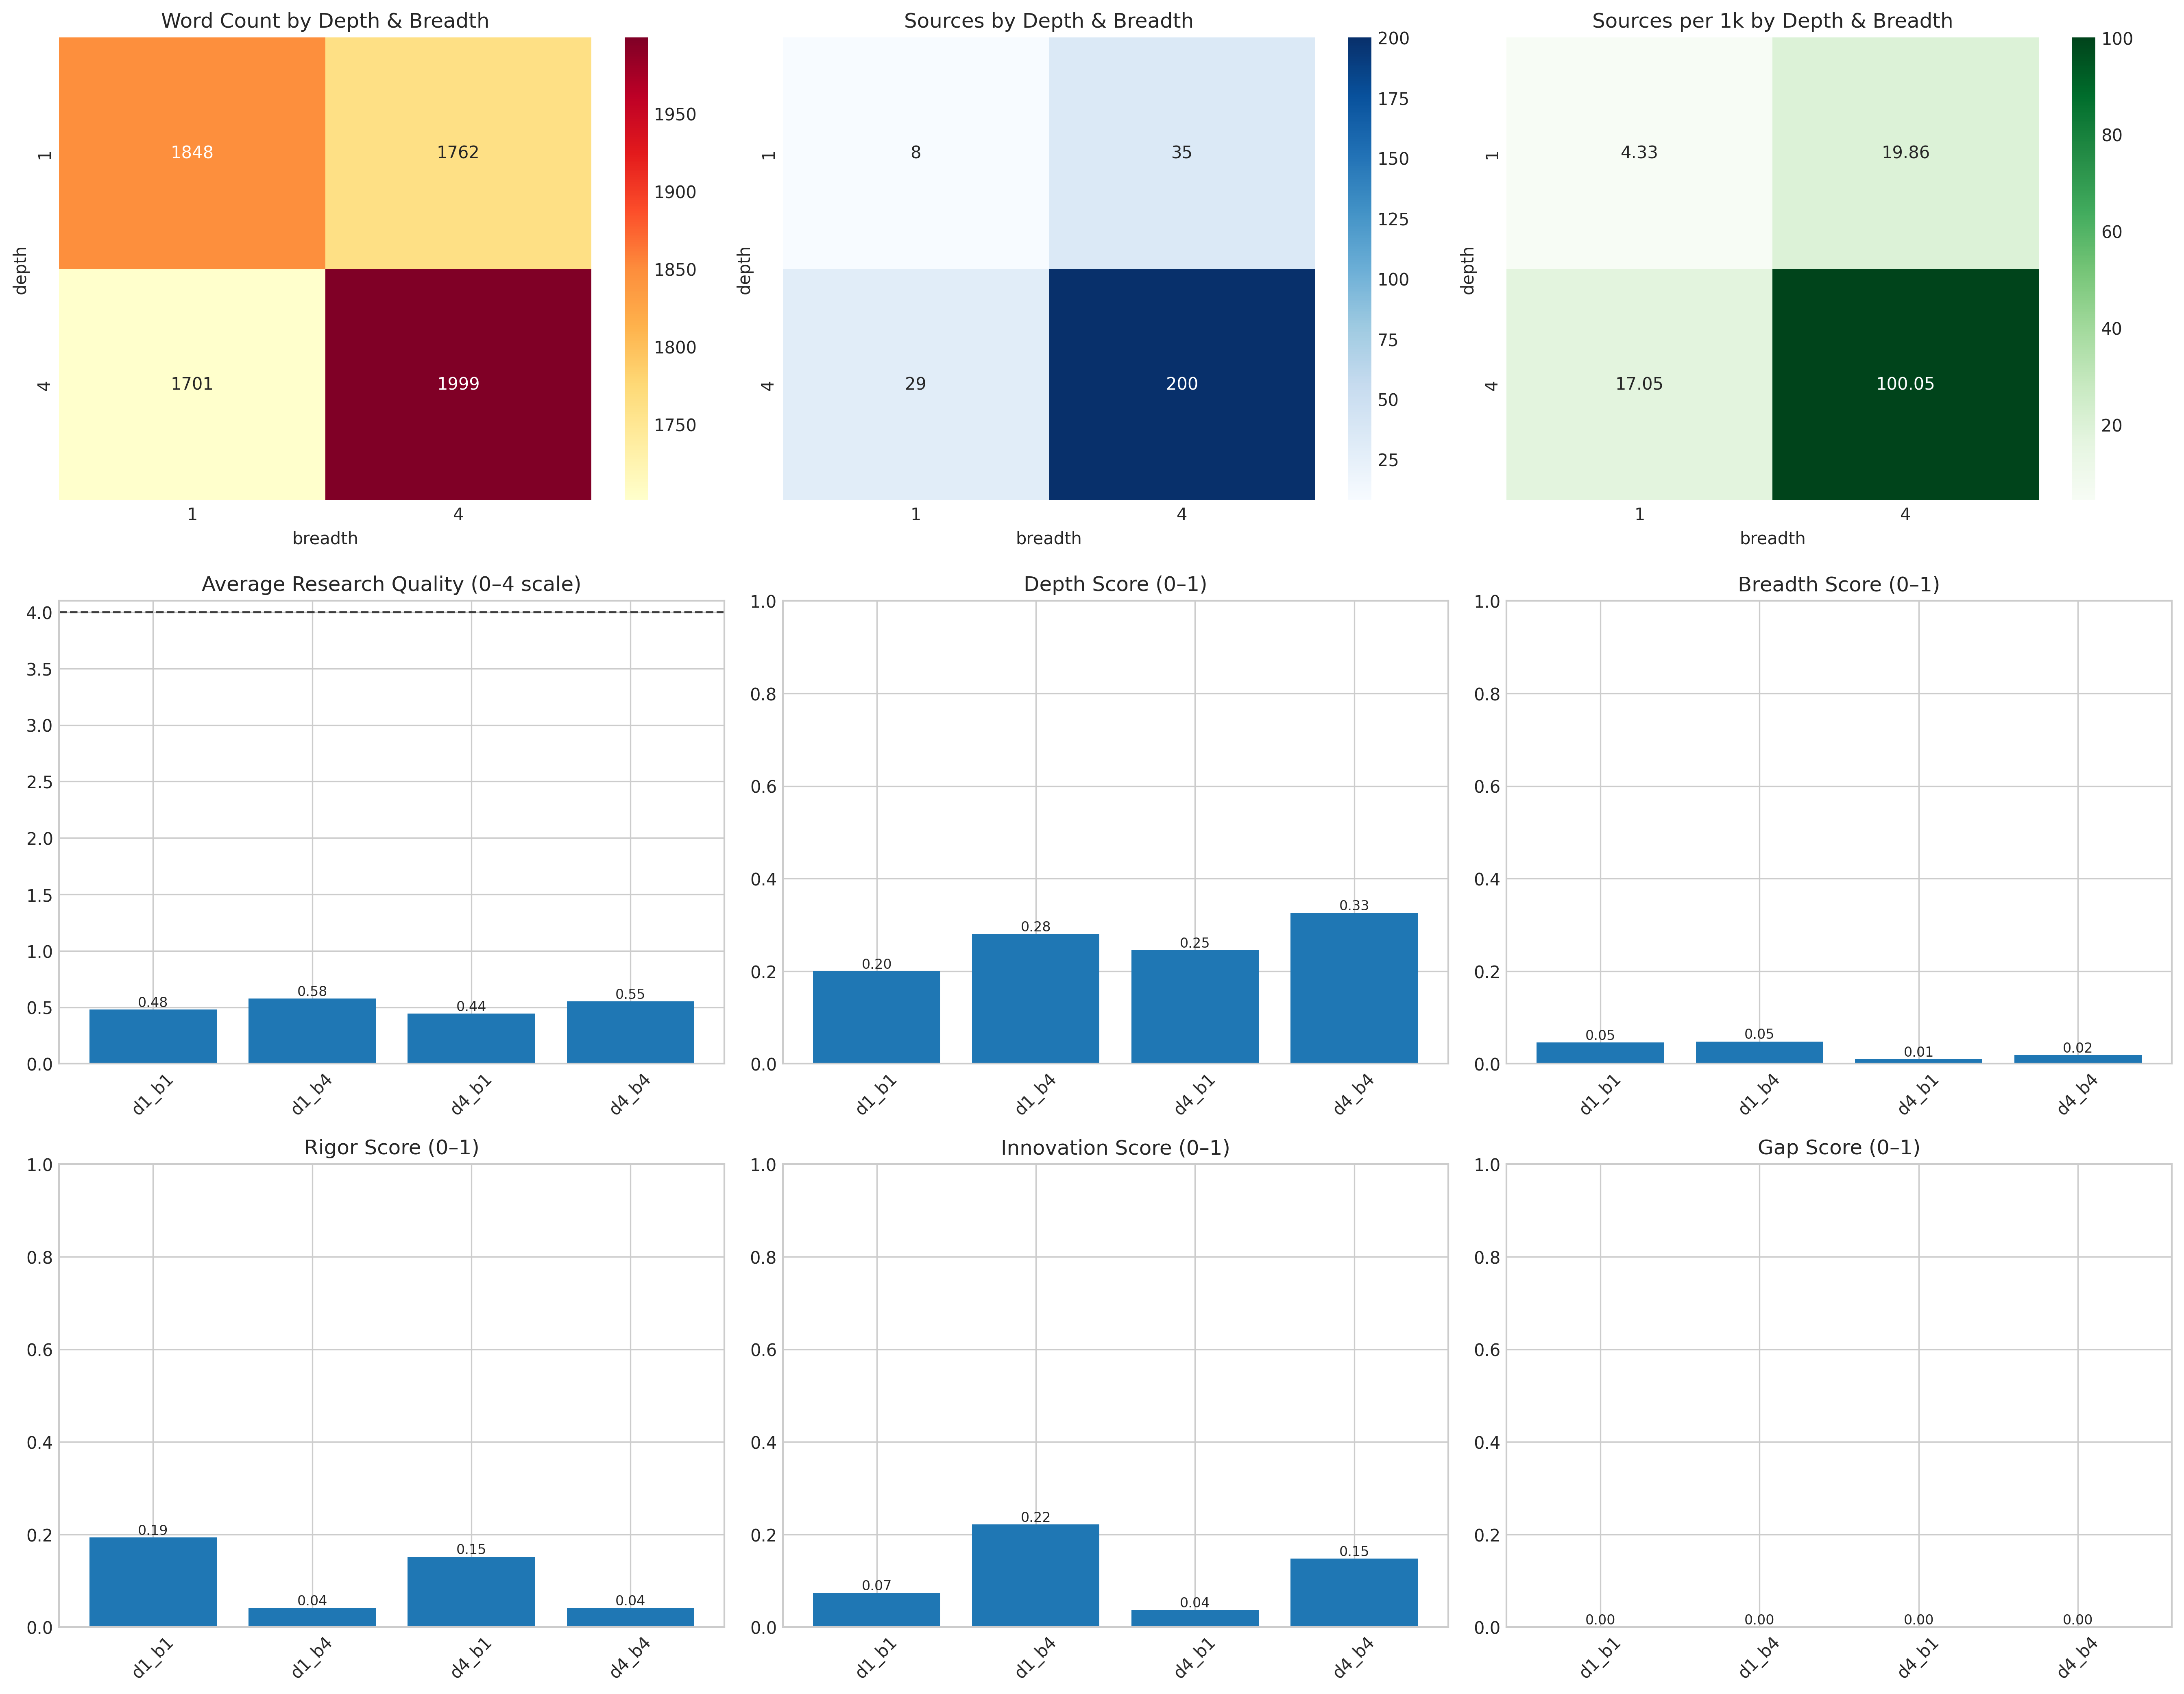 Word Count by Depth & Breadth
1848
1762
1701
1999
1
4
depth
1
4
breadth
1950
1900
1850
1800
1750
Sources by Depth & Breadth
8
35
29
200
1
4
depth
1
4
breadth
200
175
150
125
100
75
50
25
Sources per 1k by Depth & Breadth
4.33
19.86
17.05
100.05
1
4
depth
1
4
breadth
100
80
60
40
20
Average Research Quality (0–4 scale)
4.0
3.5
3.0
2.5
2.0
1.5
1.0
0.5
0.0
0.48
0.58
0.44
0.55
d1_b1
d1_b4
d4_b1
d4_b4
Depth Score (0–1)
1.0
0.8
0.6
0.4
0.2
0.0
0.20
0.28
0.25
0.33
d1_b1
d1_b4
d4_b1
d4_b4
Breadth Score (0–1)
1.0
0.8
0.6
0.4
0.2
0.0
0.05
0.05
0.01
0.02
d1_b1
d1_b4
d4_b1
d4_b4
Rigor Score (0–1)
1.0
0.8
0.6
0.4
0.2
0.0
0.19
0.04
0.15
0.04
d1_b1
d1_b4
d4_b1
d4_b4
Innovation Score (0–1)
1.0
0.8
0.6
0.4
0.2
0.0
0.07
0.22
0.04
0.15
d1_b1
d1_b4
d4_b1
d4_b4
Gap Score (0–1)
1.0
0.8
0.6
0.4
0.2
0.0
0.00
0.00
0.00
0.00
d1_b1
d1_b4
d4_b1
d4_b4